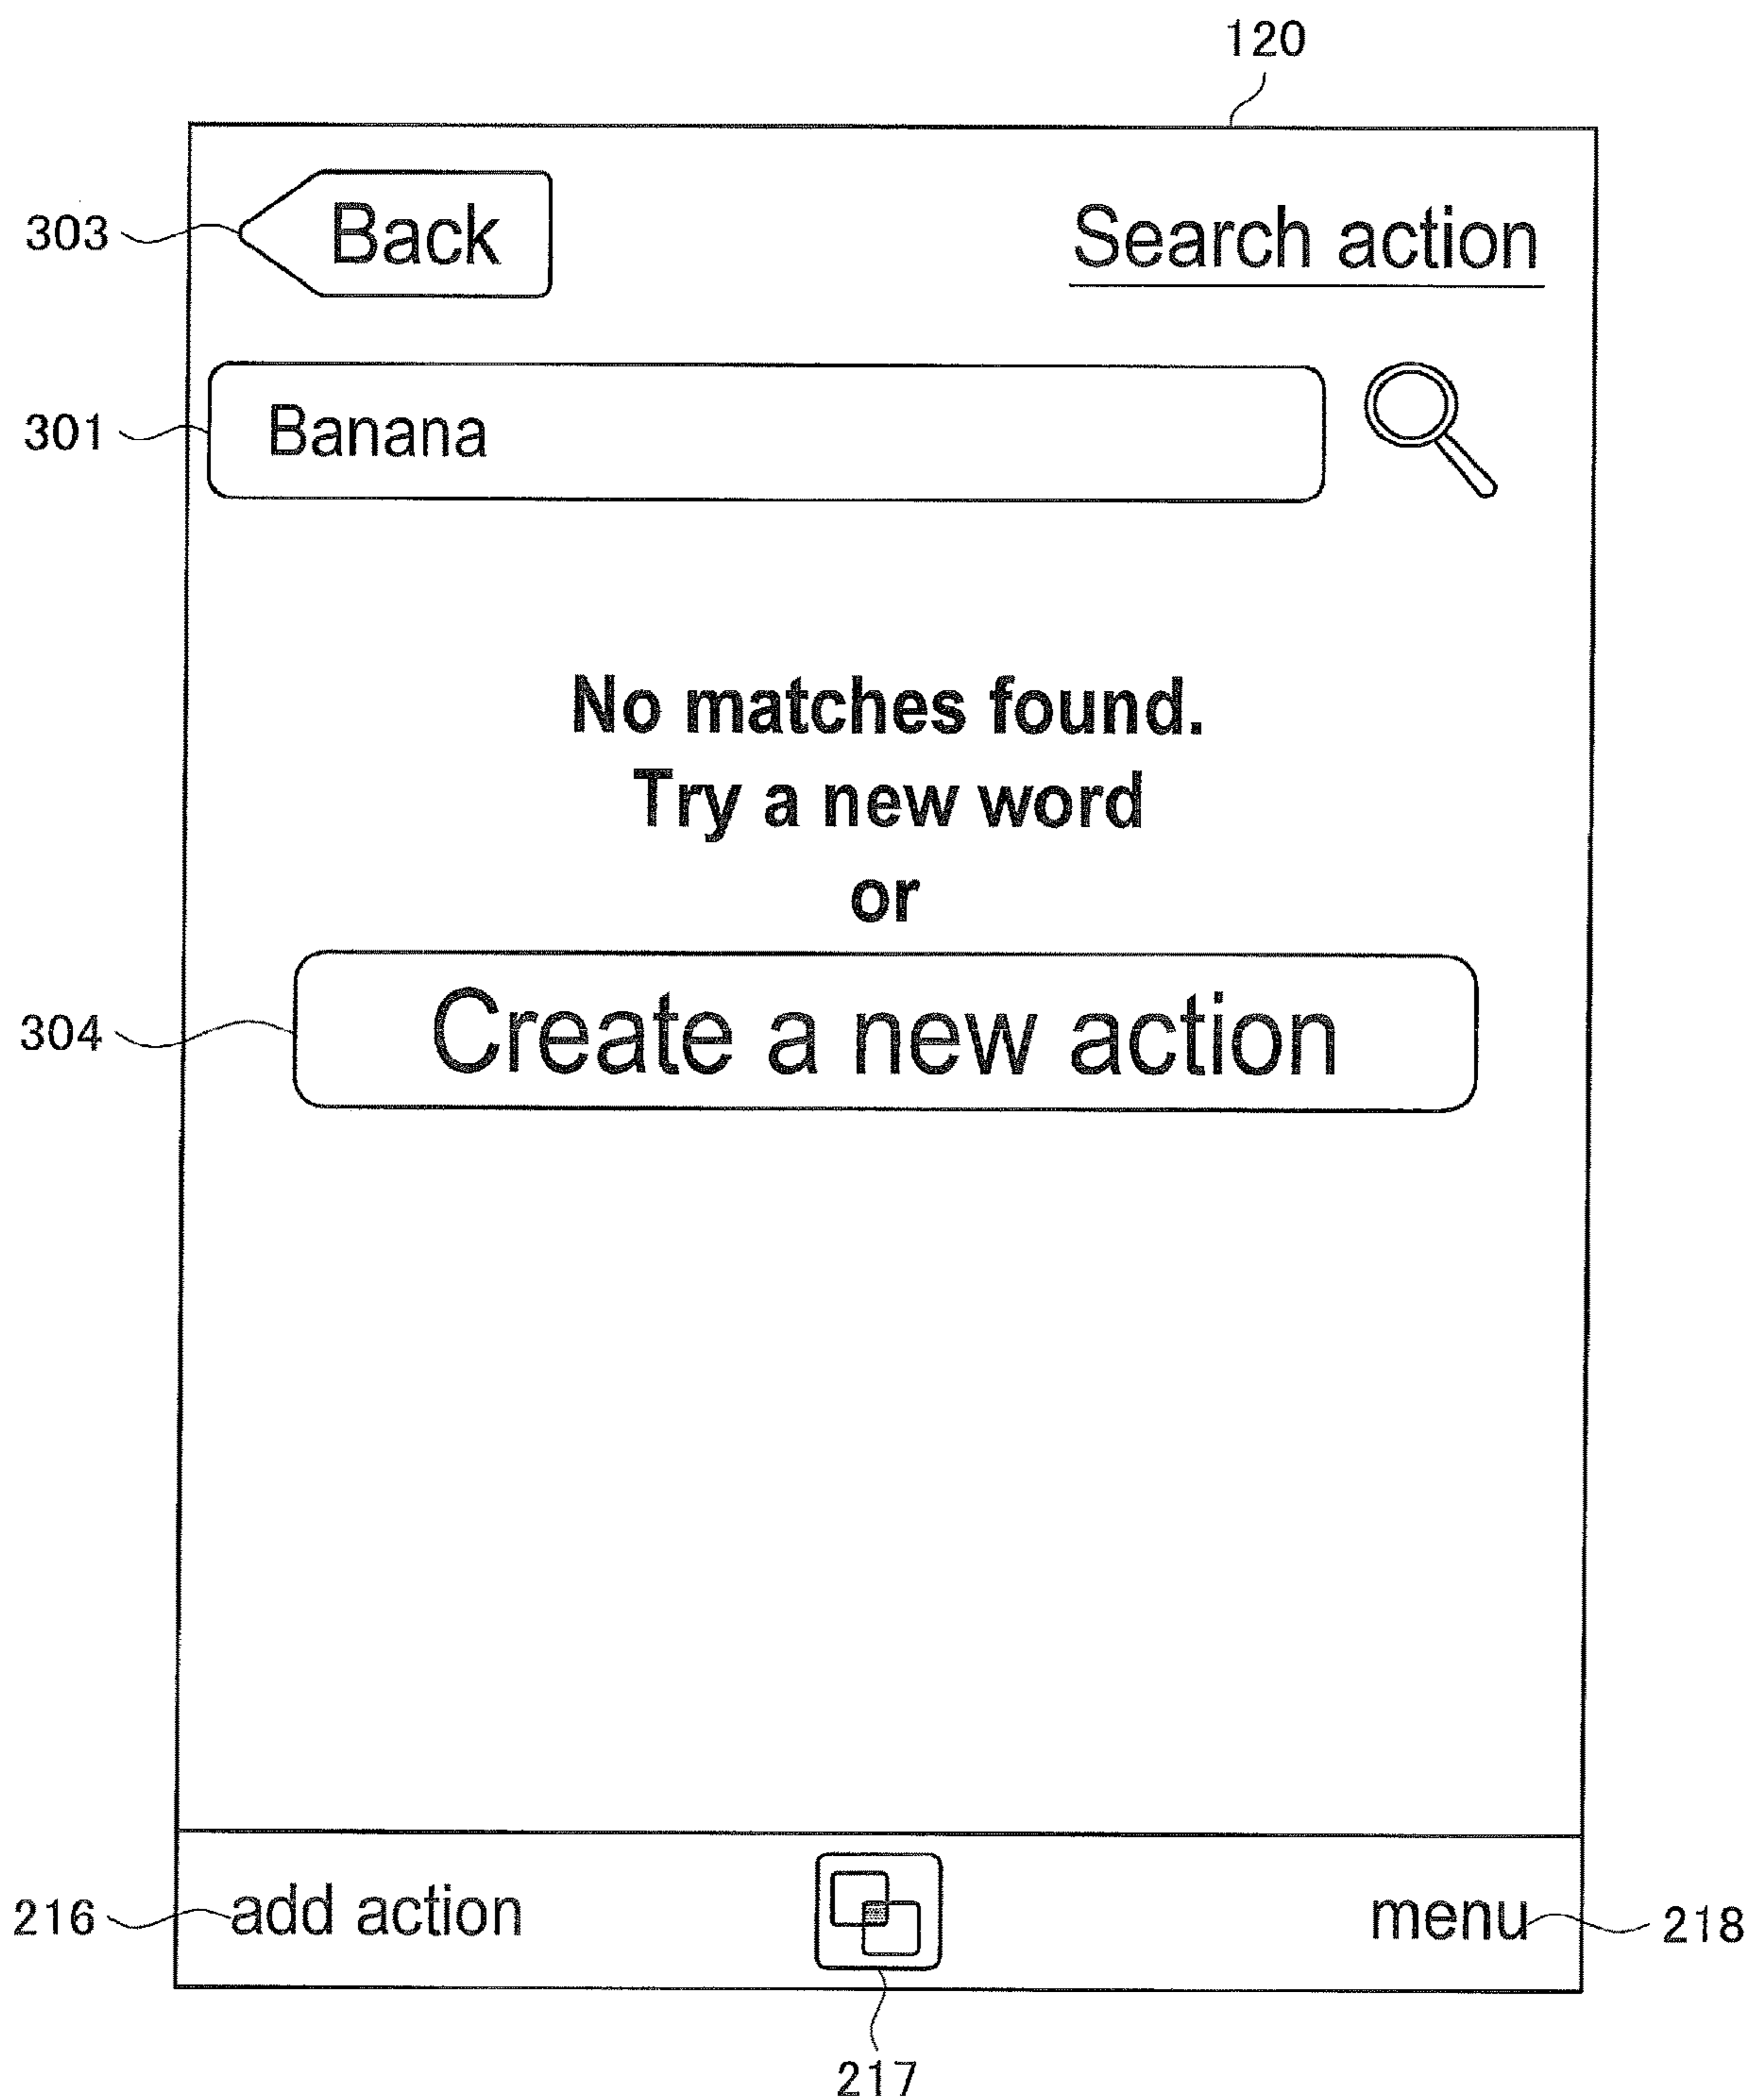 120
303 Back Search action
301 Banana
No matches found.
Try a new word
or
304 Create a new action
216 add action menu 218
217